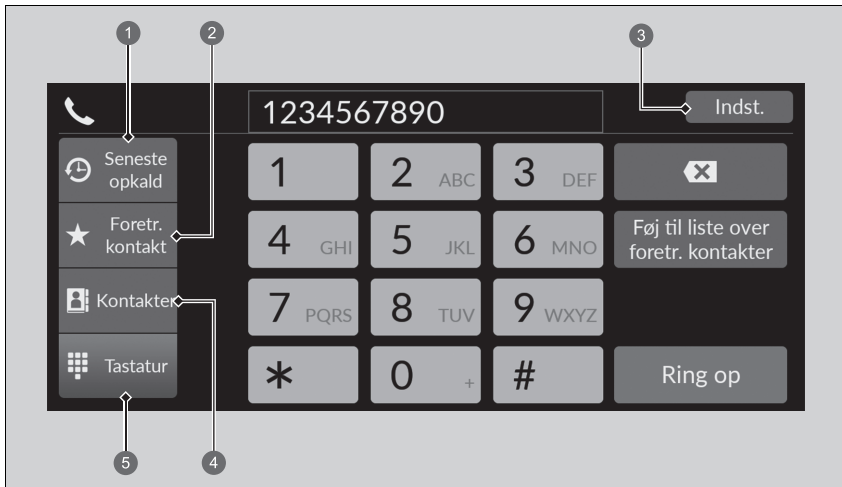 1
2
3
1234567890
Indst.
Seneste
opkald
1
2 ABC
3 DEF
Foretr.
kontakt
4 GHI
5 JKL
6 MNO
Føj til liste over
foretr. kontakter
Kontakter
7 PQRS
8 TUV
9 WXYZ
Tastatur
*
0 +
#
Ring op
5
4